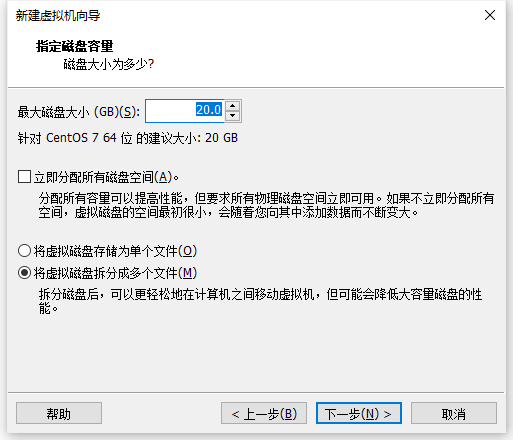 新建虚拟机向导
指定磁盘容量
磁盘大小为多少?
最大磁盘大小 (GB)(S): 20.0
针对 CentOS 7 64 位 的建议大小: 20 GB
立即分配所有磁盘空间(A)。
分配所有容量可以提高性能，但要求所有物理磁盘空间立即可用。如果不立即分配所有
空间，虚拟磁盘的空间最初很小，会随着您向其中添加数据而不断变大。
将虚拟磁盘存储为单个文件(O)
将虚拟磁盘拆分成多个文件(M)
拆分磁盘后，可以更轻松地在计算机之间移动虚拟机，但可能会降低大容量磁盘的性
能。
帮助 < 上一步(B) 下一步(N) > 取消